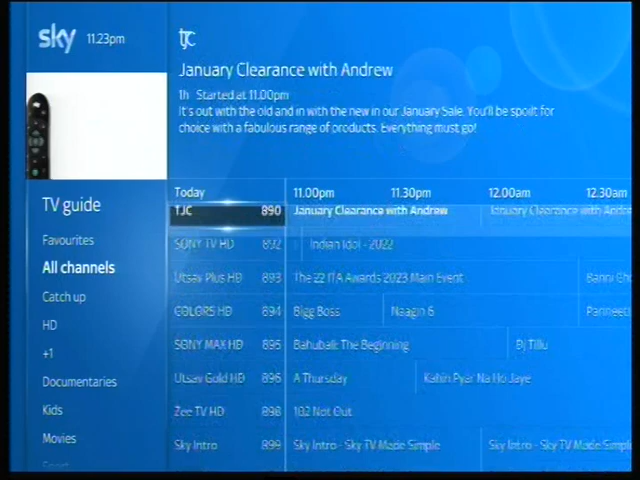 sky 11.23pm
tjc
January Clearance with Andrew
1h Started at 11.00pm
It's out with the old and in with the new in our January Sale. You'll be spoilt for
choice with a fabulous range of products. Everything must go!
TV guide
Favourites
All channels
Catch up
HD
+1
Documentaries
Kids
Movies
Today 11.00pm 11.30pm 12.00am 12.30am
TJC 890 January Clearance with Andrew January Clearance with Andre
SONY TV HD 892 Indian Idol - 2022
Utsav Plus HD 893 The 22 ITA Awards 2023 Main Event Banni Cho
COLORS HD 894 Bigg Boss Naagin 6 Parineeti
SONY MAX HD 895 Bahubali: The Beginning Dj Tillu
Utsav Gold HD 896 A Thursday Kahin Pyar Na Ho Jaye
Zee TV HD 898 102 Not Out
Sky Intro 899 Sky Intro - Sky TV Made Simple Sky Intro - Sky TV Made Simpl